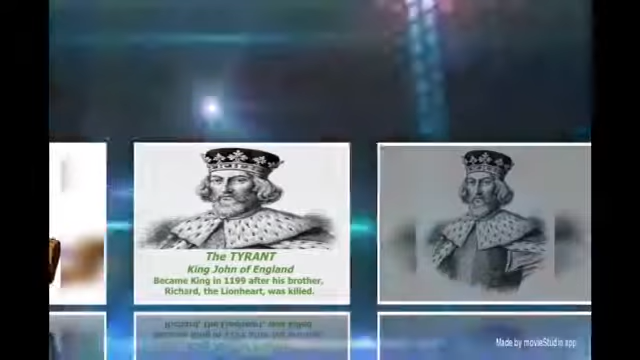 The TYRANT
King John of England
Became King in 1199 after his brother,
Richard, the Lionheart, was killed.
Made by movieStudio app